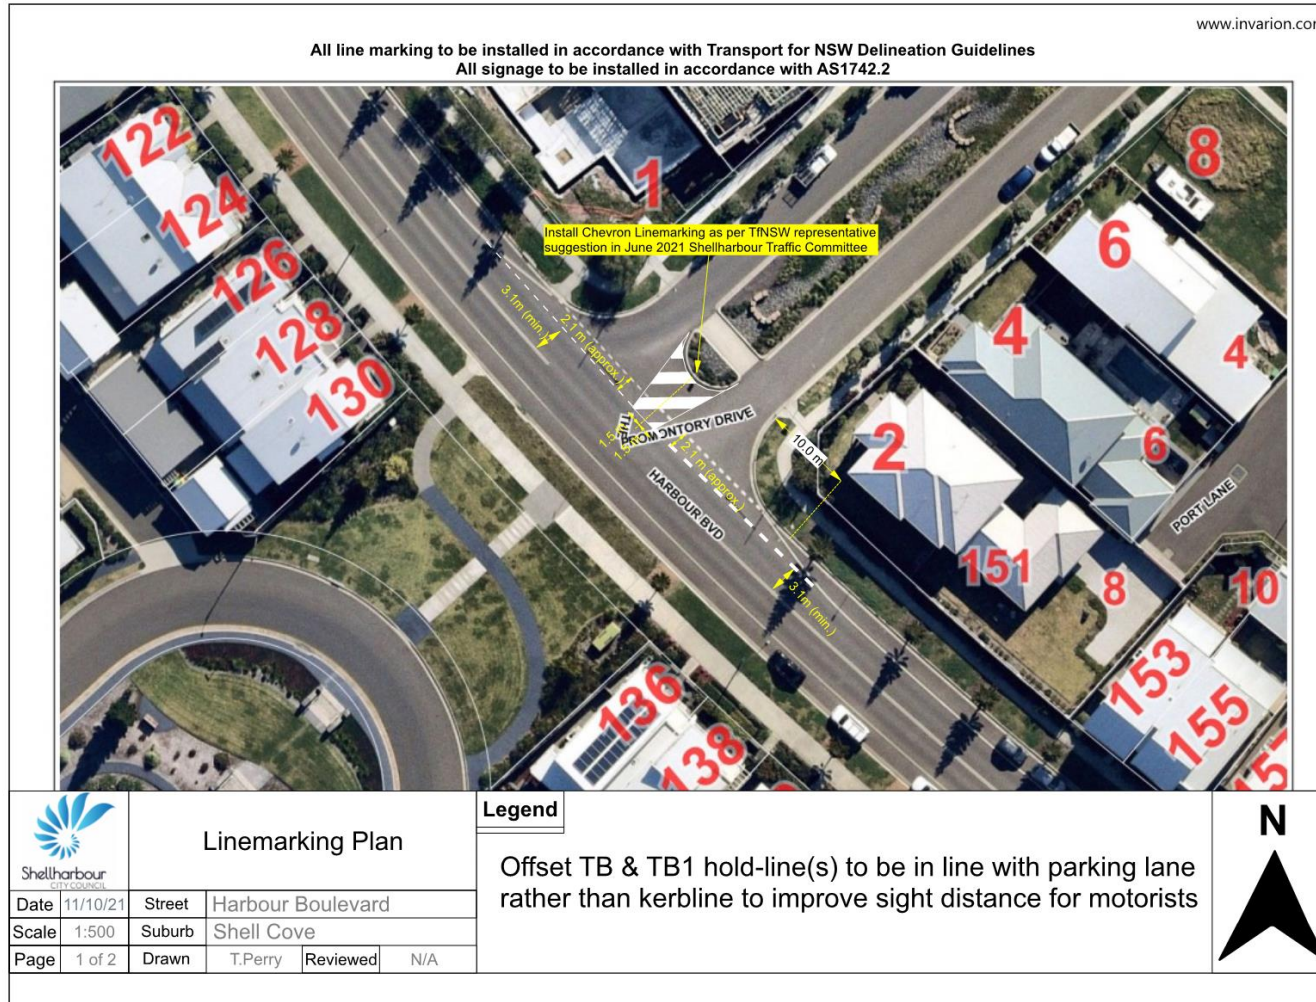 www.invarion.com
All line marking to be installed in accordance with Transport for NSW Delineation Guidelines
All signage to be installed in accordance with AS1742.2
122
124
126
128
130
1
8
6
4
4
6
2
Install Chevron Linemarking as per TfNSW representative
suggestion in June 2021 Shellharbour Traffic Committee
3.1m (min.)
2.1 m (approx.)
THE
PROMONTORY DRIVE
2.1 m (approx.)
10.0 m
HARBOUR BVD
PORT LANE
3.1m (min.)
151
8
10
153
155
136
138
Shellharbour
CITY COUNCIL
Linemarking Plan
Date 11/10/21 Street Harbour Boulevard
Scale 1:500 Suburb Shell Cove
Page 1 of 2 Drawn T.Perry Reviewed N/A
Legend
Offset TB & TB1 hold-line(s) to be in line with parking lane
rather than kerbline to improve sight distance for motorists
N